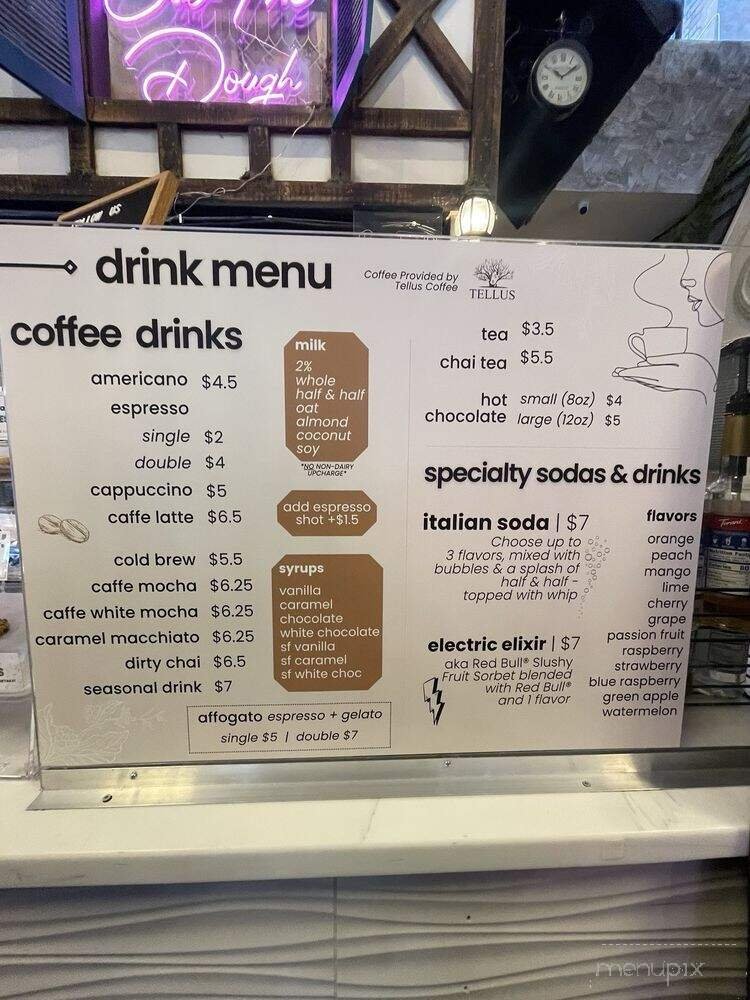 Dough
US
drink menu
Coffee Provided by
Tellus Coffee
TELLUS
coffee drinks
americano $4.5
espresso
single $2
double $4
cappuccino $5
caffe latte $6.5
cold brew $5.5
caffe mocha $6.25
caffe white mocha $6.25
caramel macchiato $6.25
dirty chai $6.5
seasonal drink $7
milk
2%
whole
half & half
oat
almond
coconut
soy
*NO NON-DAIRY
UPCHARGE*
add espresso
shot +$1.5
syrups
vanilla
caramel
chocolate
white chocolate
sf vanilla
sf caramel
sf white choc
affogato espresso + gelato
single $5 | double $7
tea $3.5
chai tea $5.5
hot chocolate
small (8oz) $4
large (12oz) $5
specialty sodas & drinks
italian soda | $7
Choose up to
3 flavors, mixed with
bubbles & a splash of
half & half -
topped with whip
electric elixir | $7
aka Red Bull® Slushy
Fruit Sorbet blended
with Red Bull®
and 1 flavor
flavors
orange
peach
mango
lime
cherry
grape
passion fruit
raspberry
strawberry
blue raspberry
green apple
watermelon
Torani
menupix